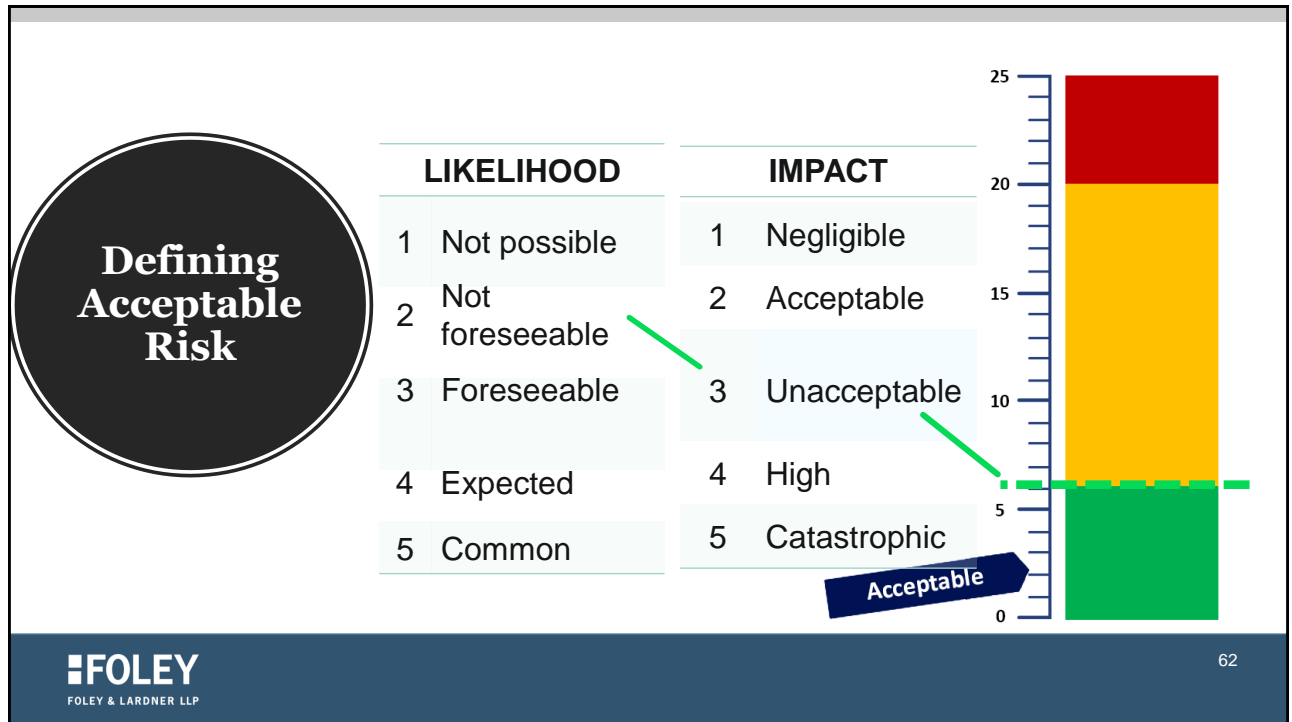 Defining
Acceptable
Risk
LIKELIHOOD
1 Not possible
2 Not
foreseeable
3 Foreseeable
4 Expected
5 Common
IMPACT
1 Negligible
2 Acceptable
3 Unacceptable
4 High
5 Catastrophic
25
20
15
10
5
0
Acceptable
FOLEY
FOLEY & LARDNER LLP
62